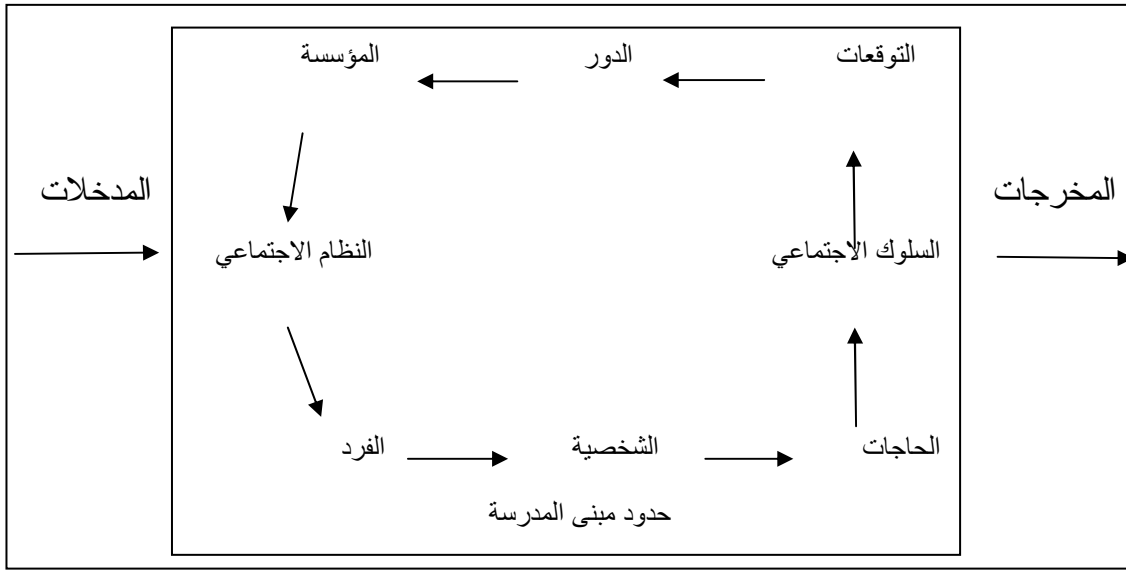 التوقعات الدور المؤسسة
المخرجات المدخلات
السلوك الاجتماعي النظام الاجتماعي
الحاجات الشخصية الفرد
حدود مبنى المدرسة